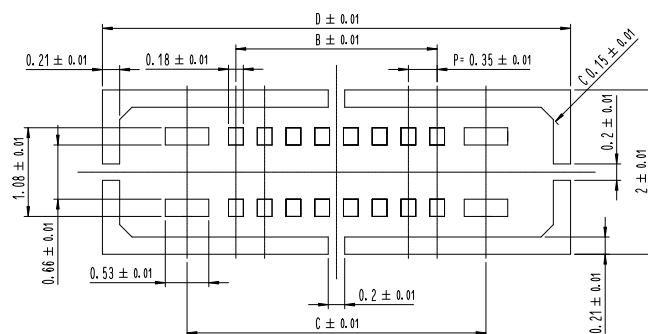 D ± 0.01
B ± 0.01
0.21 ± 0.01
0.18 ± 0.01
P= 0.35 ± 0.01
C 0.15 ± 0.01
0.2 ± 0.01
2 ± 0.01
1.08 ± 0.01
0.66 ± 0.01
0.53 ± 0.01
0.2 ± 0.01
C ± 0.01
0.21 ± 0.01